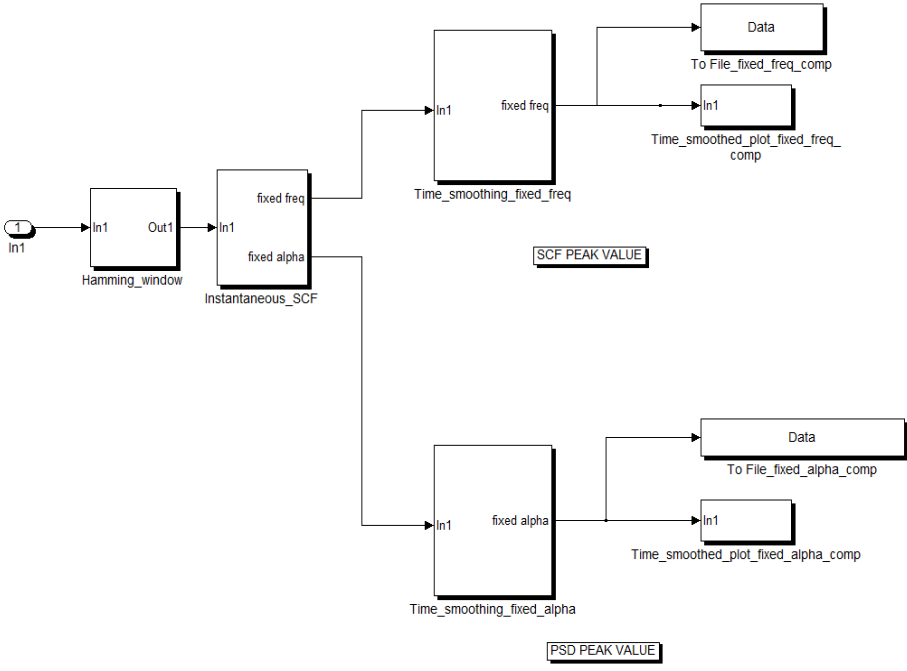 Data
To File_fixed_freq_comp
fixed freq
In1
In1
Time_smoothed_plot_fixed_freq_
comp
Time_smoothing_fixed_freq
fixed freq
1
In1
Out1
In1
In1
fixed alpha
SCF PEAK VALUE
Hamming_window
Instantaneous_SCF
Data
To File_fixed_alpha_comp
In1
fixed alpha
In1
Time_smoothed_plot_fixed_alpha_comp
Time_smoothing_fixed_alpha
PSD PEAK VALUE